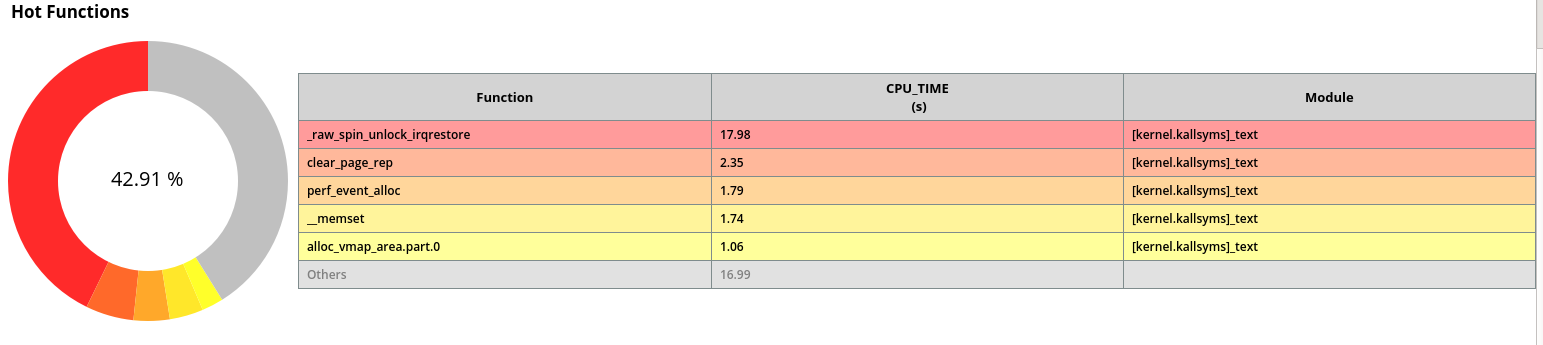 Hot Functions
42.91 %
Function CPU_TIME (s) Module
_raw_spin_unlock_irqrestore 17.98 [kernel.kallsyms]_text
clear_page_rep 2.35 [kernel.kallsyms]_text
perf_event_alloc 1.79 [kernel.kallsyms]_text
__memset 1.74 [kernel.kallsyms]_text
alloc_vmap_area.part.0 1.06 [kernel.kallsyms]_text
Others 16.99